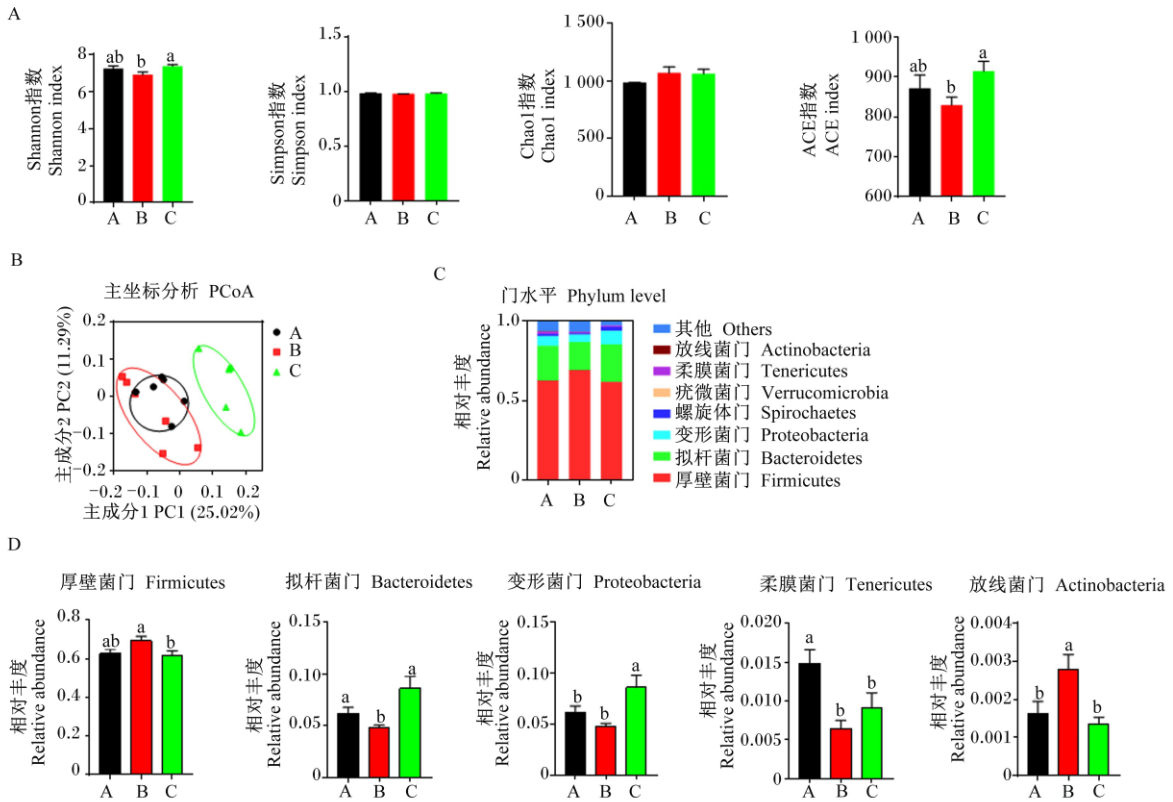 A
Shannon指数
Shannon index
8
6
4
2
0
ab
b
a
A B C
Simpson指数
Simpson index
1.5
1.0
0.5
0
A B C
Chao1指数
Chao1 index
1 500
1 000
500
0
A B C
ACE指数
ACE index
1 000
900
800
700
600
ab
b
a
A B C
B
主坐标分析 PCoA
主成分2 PC2 (11.29%)
0.2
0.1
0
−0.1
−0.2
−0.2 −0.1 0 0.1 0.2
主成分1 PC1 (25.02%)
A
B
C
C
门水平 Phylum level
相对丰度
Relative abundance
1.0
0.5
0
A B C
其他 Others
放线菌门 Actinobacteria
柔膜菌门 Tenericutes
疣微菌门 Verrucomicrobia
螺旋体门 Spirochaetes
变形菌门 Proteobacteria
拟杆菌门 Bacteroidetes
厚壁菌门 Firmicutes
D
厚壁菌门 Firmicutes
相对丰度
Relative abundance
0.8
0.6
0.4
0.2
0
ab
a
b
A B C
拟杆菌门 Bacteroidetes
相对丰度
Relative abundance
0.15
0.10
0.05
0
a
b
a
A B C
变形菌门 Proteobacteria
相对丰度
Relative abundance
0.15
0.10
0.05
0
b
b
a
A B C
柔膜菌门 Tenericutes
相对丰度
Relative abundance
0.020
0.015
0.010
0.005
0
a
b
b
A B C
放线菌门 Actinobacteria
相对丰度
Relative abundance
0.004
0.003
0.002
0.001
0.000
b
a
b
A B C